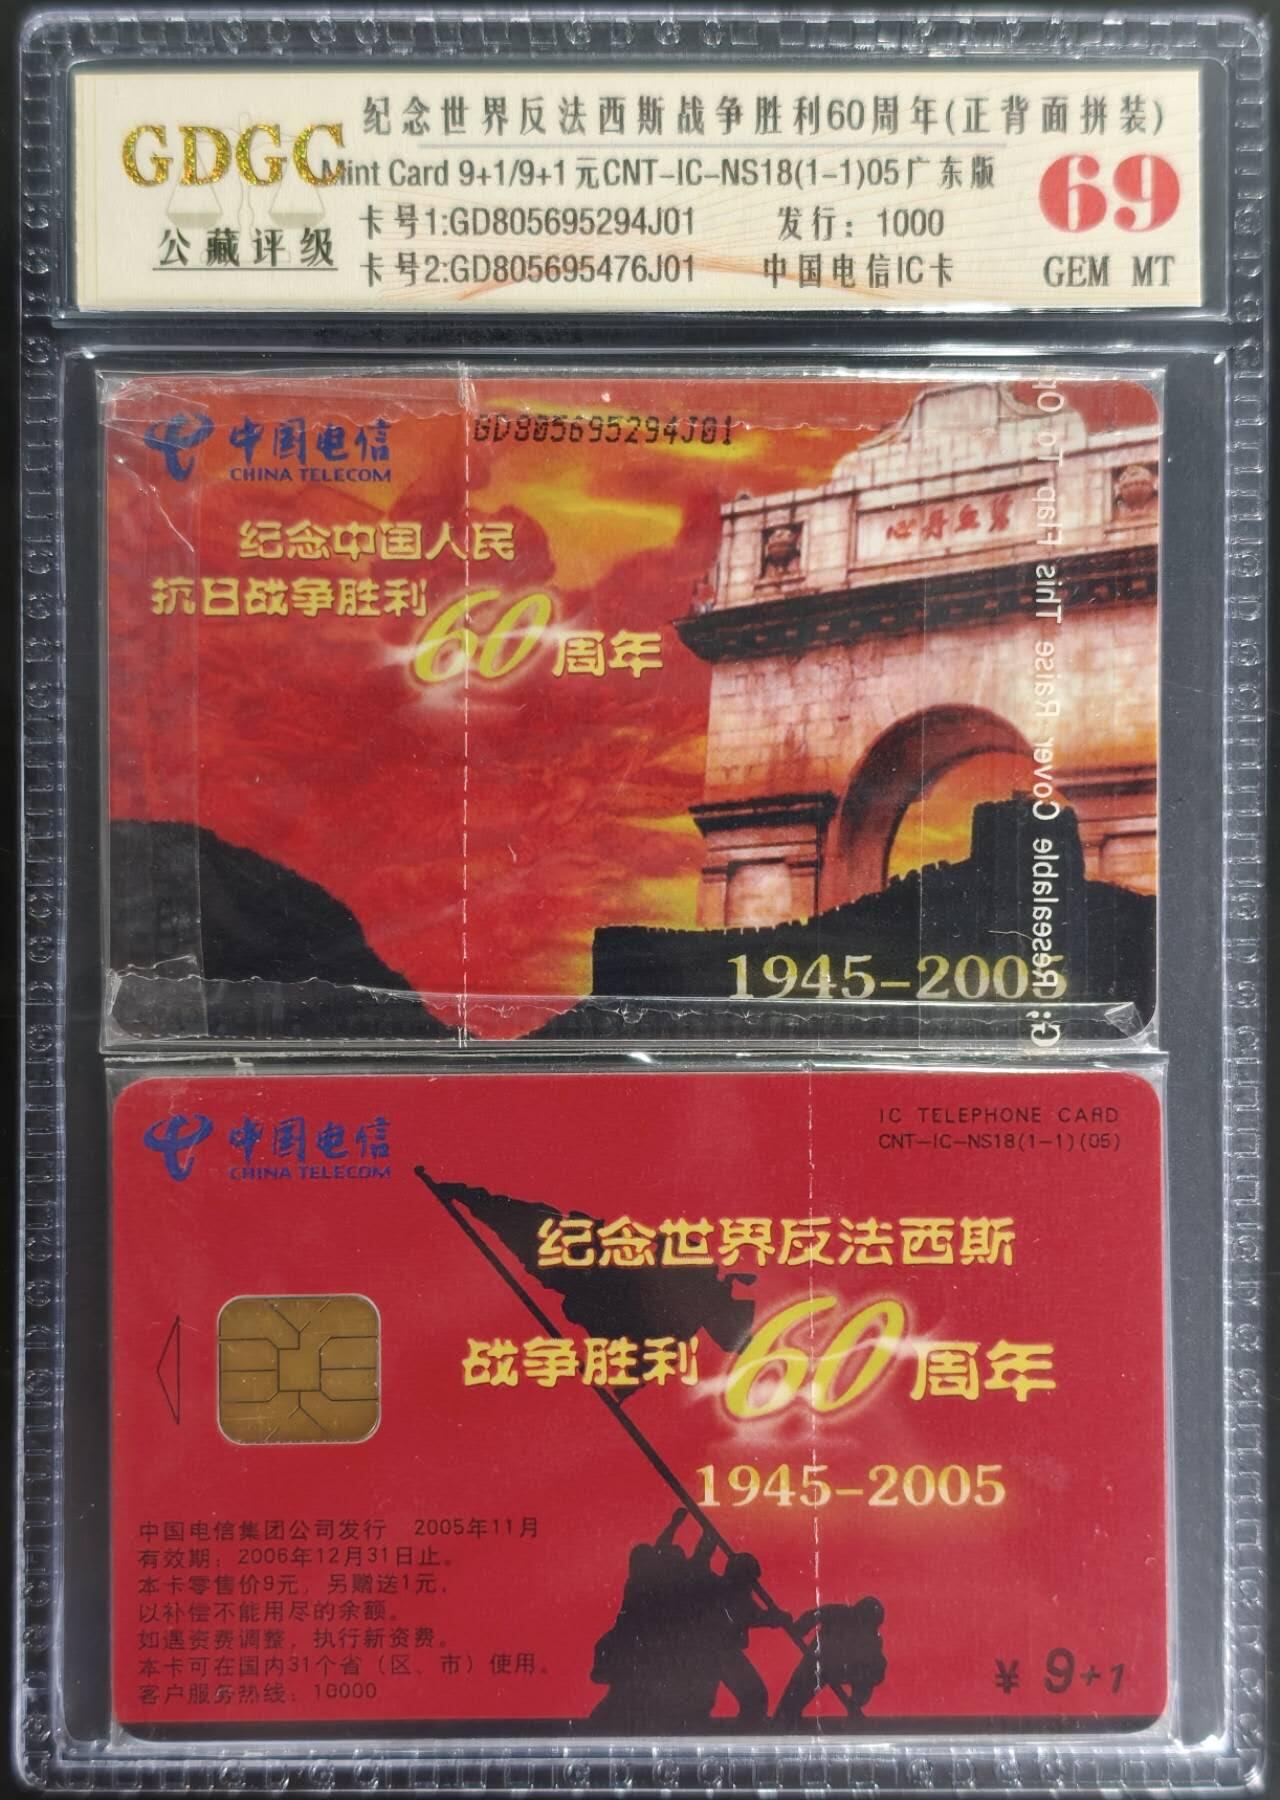 纪念世界反法西斯战争胜利60周年(正背面拼装)
GDGC
Mint Card 9+1/9+1元CNT-IC-NS18(1-1)05广东版
69
公藏评级
卡号1:GD805695294J01 发行：1000
卡号2:GD805695476J01 中国电信IC卡
GEM MT
中国电信
CHINA TELECOM
GD805695294J01
纪念中国人民
抗日战争胜利60周年
碧血丹心
Resealable Cover Raise This Flap To Op
1945-2005
中国电信
CHINA TELECOM
IC TELEPHONE CARD
CNT-IC-NS18(1-1)(05)
纪念世界反法西斯
战争胜利60周年
1945-2005
中国电信集团公司发行 2005年11月
有效期：2006年12月31日止。
本卡零售价9元，另赠送1元，
以补偿不能用尽的余额。
如遇资费调整，执行新资费。
本卡可在国内31个省（区、市）使用。
客户服务热线：10000
¥ 9+1